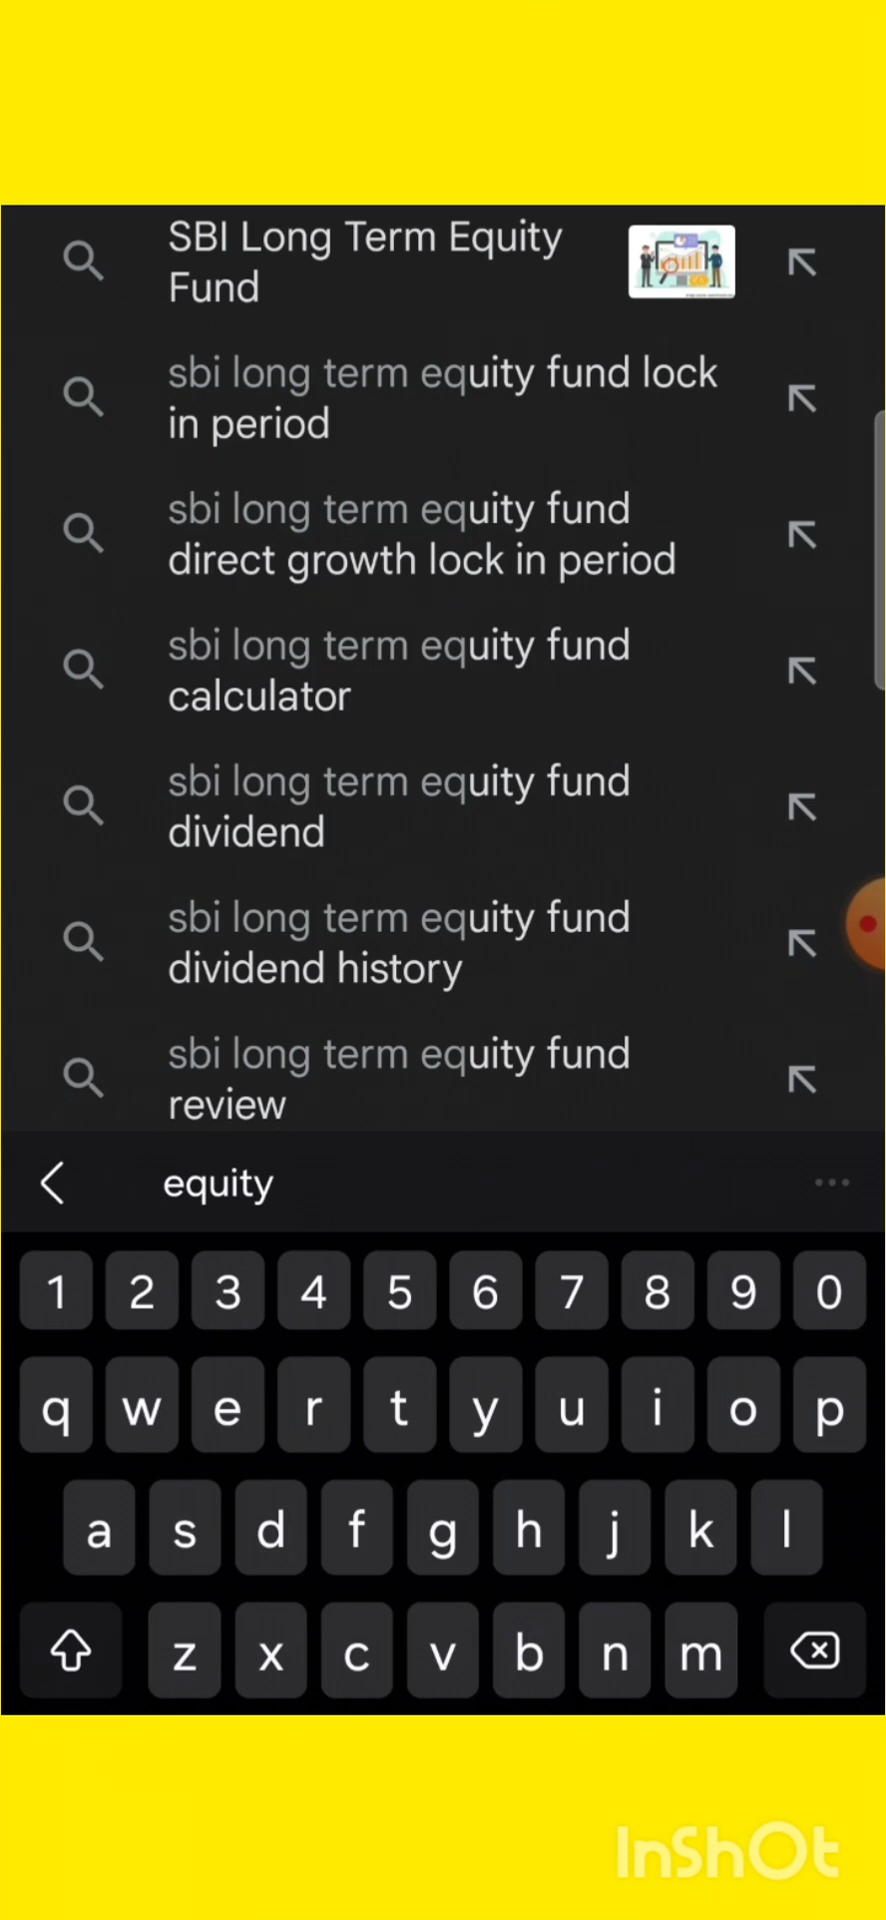 SBI Long Term Equity
Fund
sbi long term equity fund lock
in period
sbi long term equity fund
direct growth lock in period
sbi long term equity fund
calculator
sbi long term equity fund
dividend
sbi long term equity fund
dividend history
sbi long term equity fund
review
equity
1 2 3 4 5 6 7 8 9 0
q w e r t y u i o p
a s d f g h j k l
z x c v b n m
InShOt